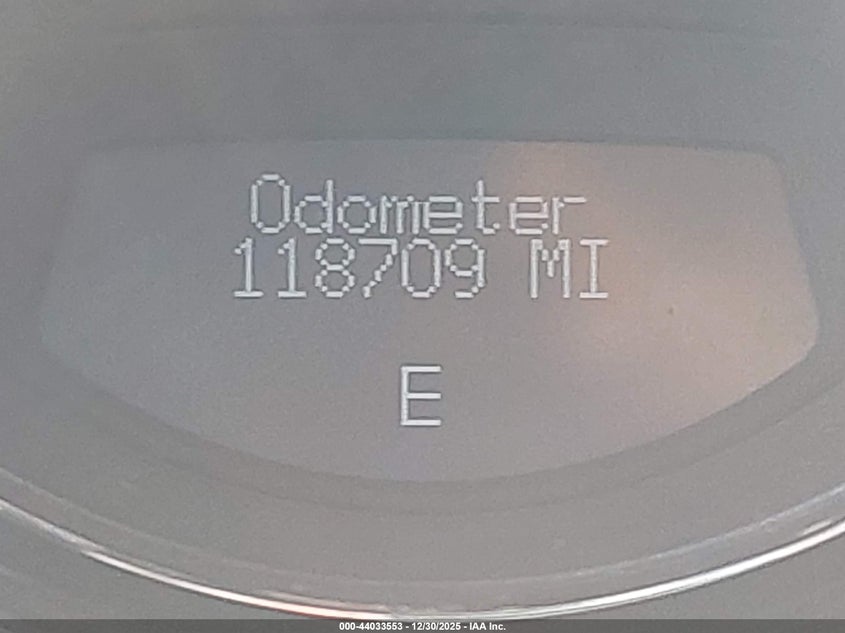 Odometer
118709 MI
E
000-44033553 - 12/30/2025 - IAA Inc.